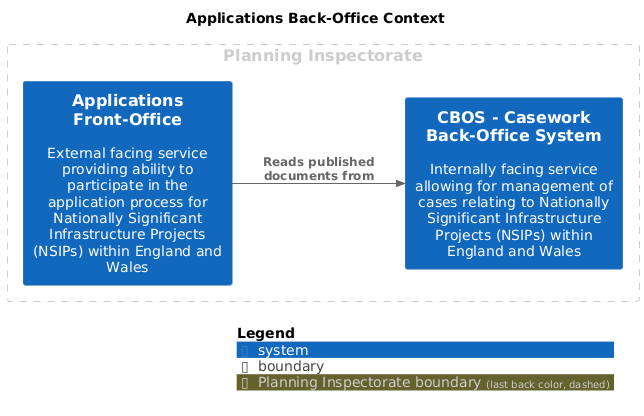 Applications Back-Office Context
Planning Inspectorate
Applications
Front-Office
External facing service
providing ability to
participate in the
application process for
Nationally Significant
Infrastructure Projects
(NSIPs) within England and
Wales
Reads published
documents from
CBOS - Casework
Back-Office System
Internally facing service
allowing for management of
cases relating to Nationally
Significant Infrastructure
Projects (NSIPs) within
England and Wales
Legend
system
boundary
Planning Inspectorate boundary (last back color, dashed)